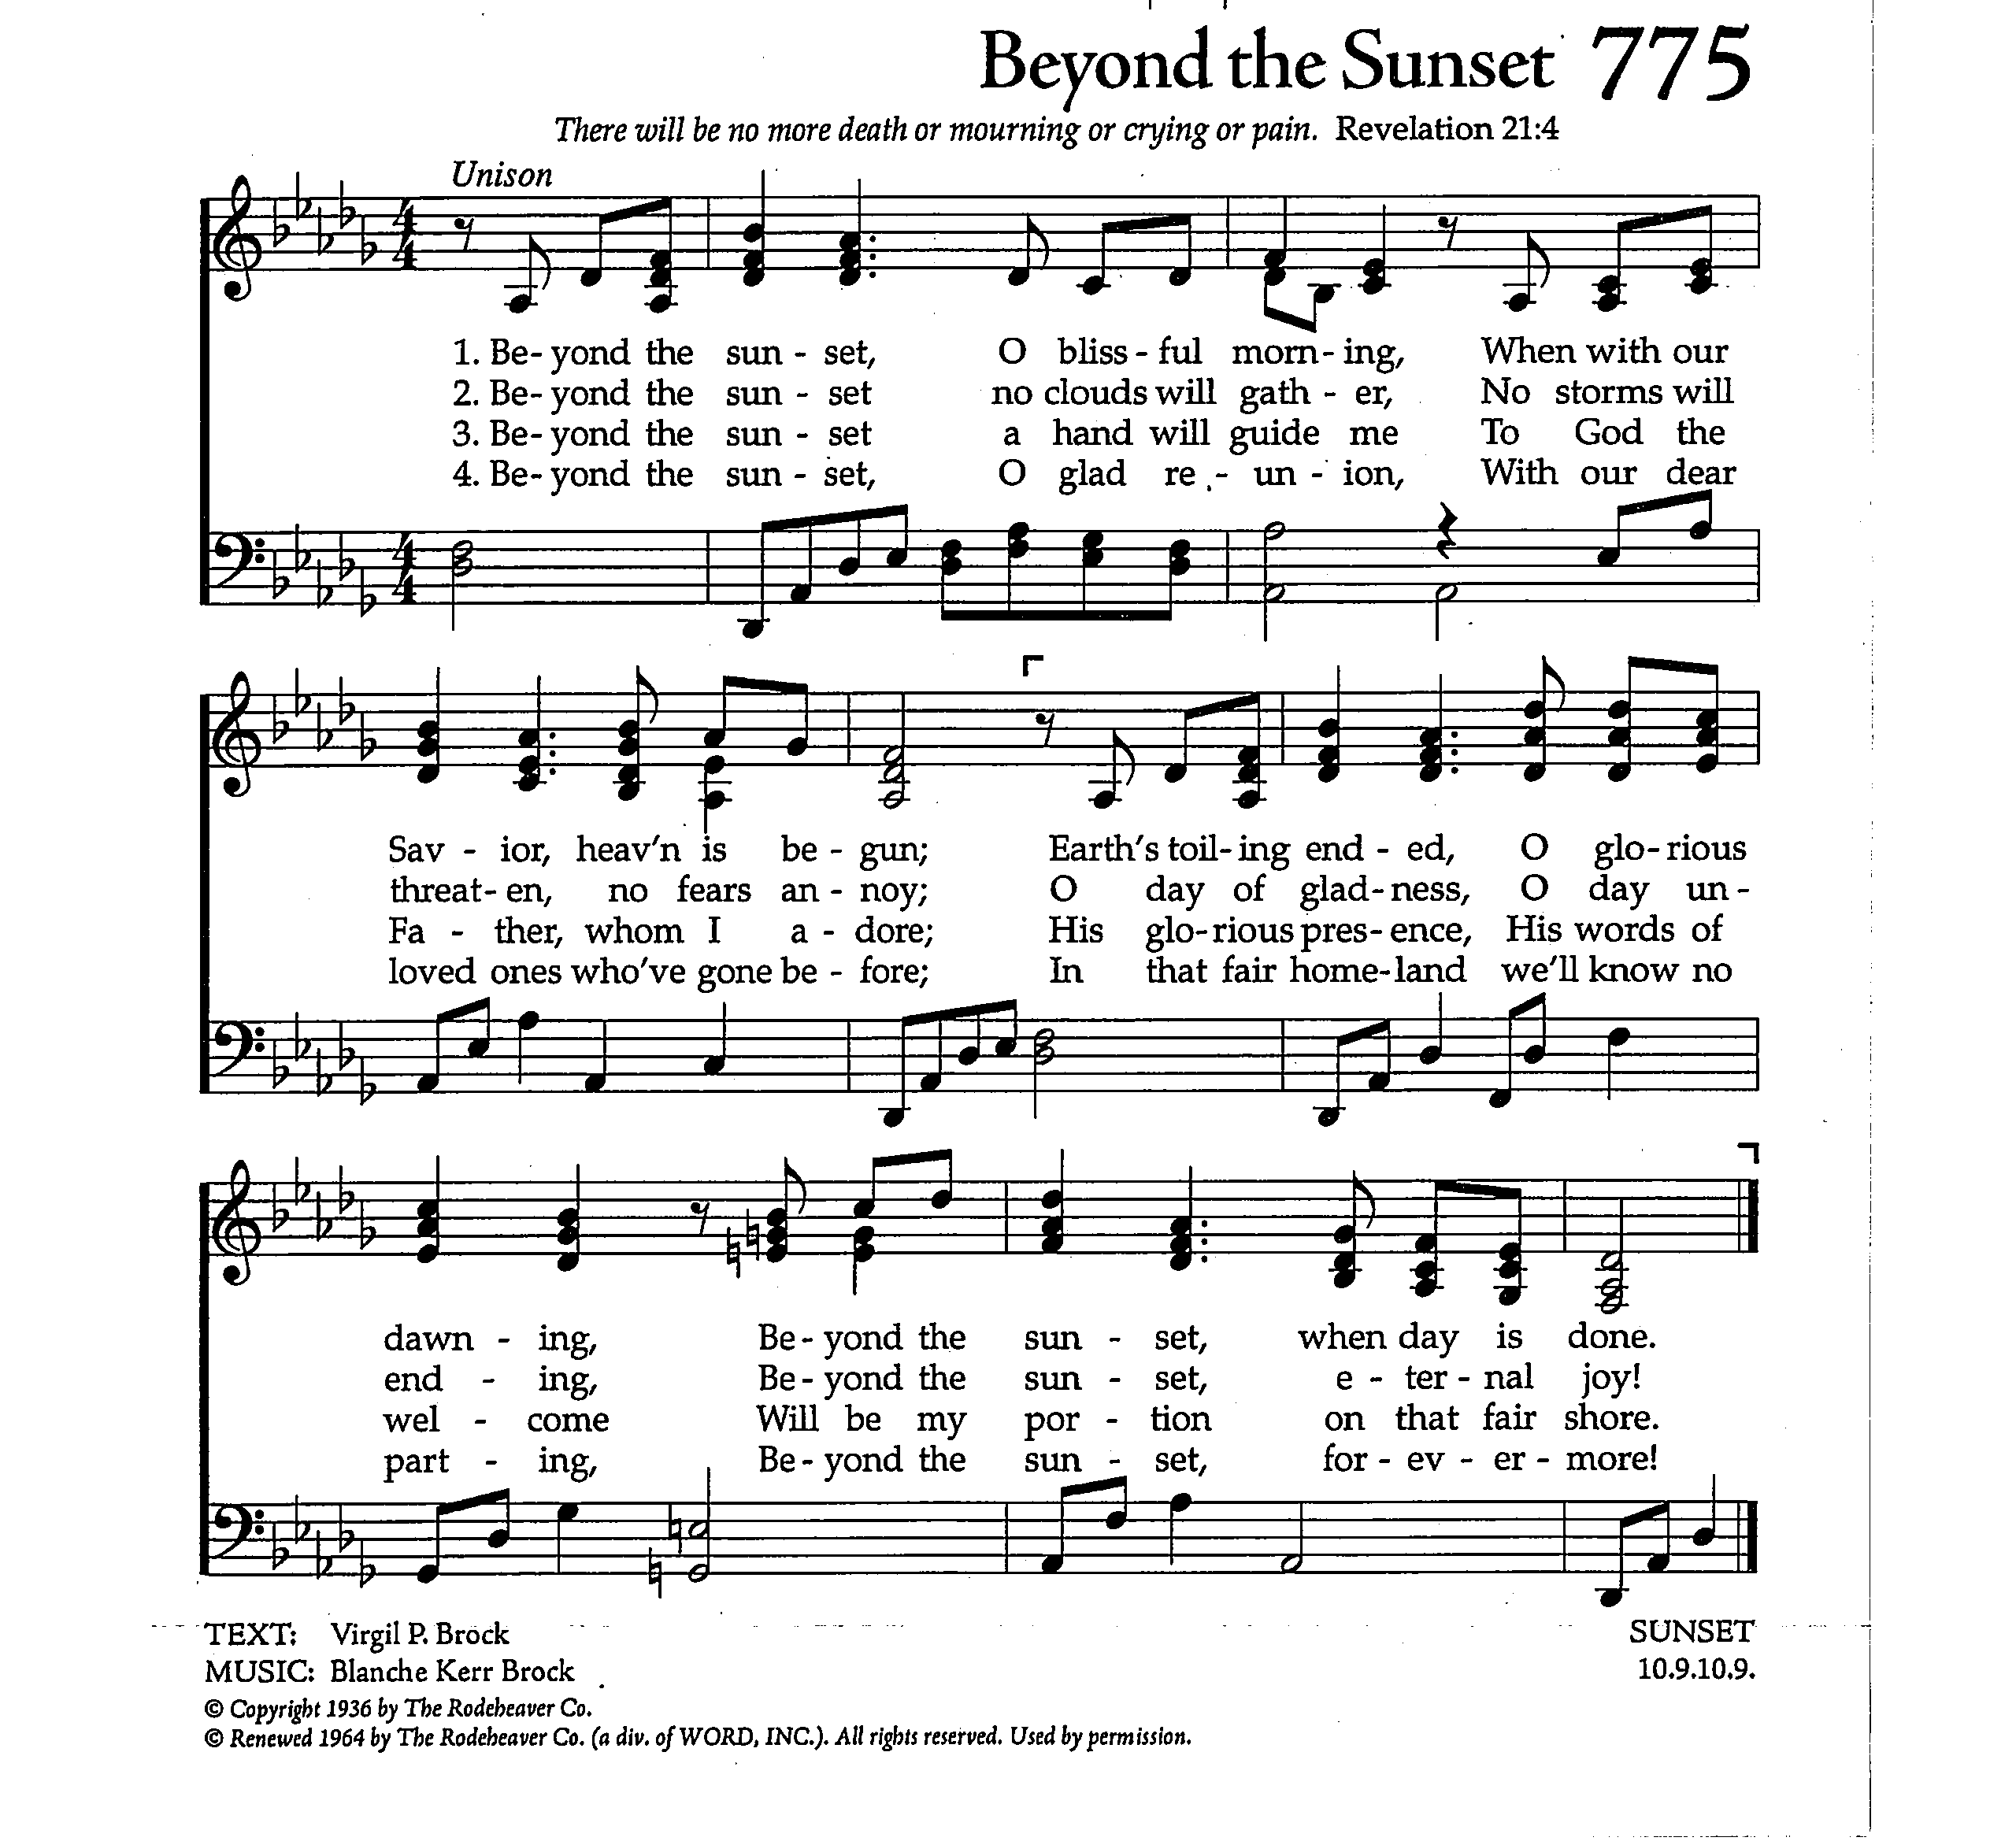 Beyond the Sunset 775
There will be no more death or mourning or crying or pain. Revelation 21:4
Unison
1. Be- yond the sun - set, O bliss - ful morn- ing, When with our
2. Be- yond the sun - set no clouds will gath - er, No storms will
3. Be- yond the sun - set a hand will guide me To God the
4. Be- yond the sun - set, O glad re - un - ion, With our dear
Sav - ior, heav'n is be - gun; Earth's toil- ing end - ed, O glo- rious
threat- en, no fears an - noy; O day of glad- ness, O day un -
Fa - ther, whom I a - dore; His glo- rious pres- ence, His words of
loved ones who've gone be - fore; In that fair home-land we'll know no
dawn - ing, Be- yond the sun - set, when day is done.
end - ing, Be- yond the sun - set, e - ter - nal joy!
wel - come Will be my por - tion on that fair shore.
part - ing, Be- yond the sun - set, for - ev - er - more!
TEXT: Virgil P. Brock SUNSET
MUSIC: Blanche Kerr Brock 10.9.10.9.
© Copyright 1936 by The Rodeheaver Co.
© Renewed 1964 by The Rodeheaver Co. (a div. of WORD, INC.). All rights reserved. Used by permission.